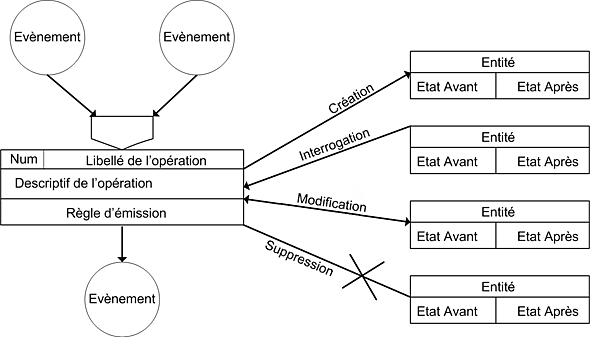 Evènement
Evènement
Num
Libellé de l'opération
Descriptif de l'opération
Règle d'émission
Evènement
Création
Interrogation
Modification
Suppression
Entité
Etat Avant
Etat Après
Entité
Etat Avant
Etat Après
Entité
Etat Avant
Etat Après
Entité
Etat Avant
Etat Après